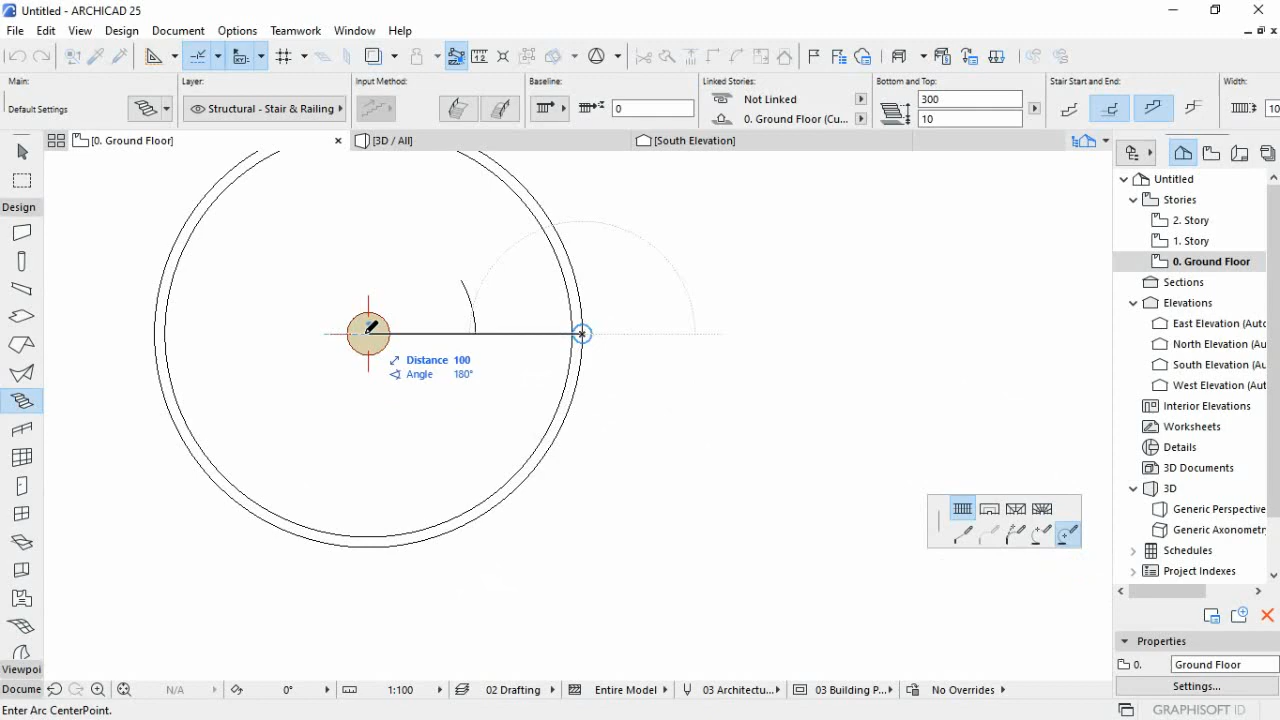 Untitled - ARCHICAD 25
File Edit View Design Document Options Teamwork Window Help
Main:
Layer:
Input Method:
Baseline:
Linked Stories:
Bottom and Top:
Stair Start and End:
Width:
Default Settings
Structural - Stair & Railing
0
Not Linked
0. Ground Floor (Cu...
300
10
10
[0. Ground Floor]
[3D / All]
[South Elevation]
Design
Distance 100
Angle 180°
Untitled
Stories
2. Story
1. Story
0. Ground Floor
Sections
Elevations
East Elevation (Aut
North Elevation (Au
South Elevation (Aut
West Elevation (Aut
Interior Elevations
Worksheets
Details
3D Documents
3D
Generic Perspective
Generic Axonometr
Schedules
Project Indexes
Properties
0.
Ground Floor
Settings...
Viewpoi
Docume
N/A
0°
1:100
02 Drafting
Entire Model
03 Architectu...
03 Building P...
No Overrides
Enter Arc CenterPoint.
GRAPHISOFT ID